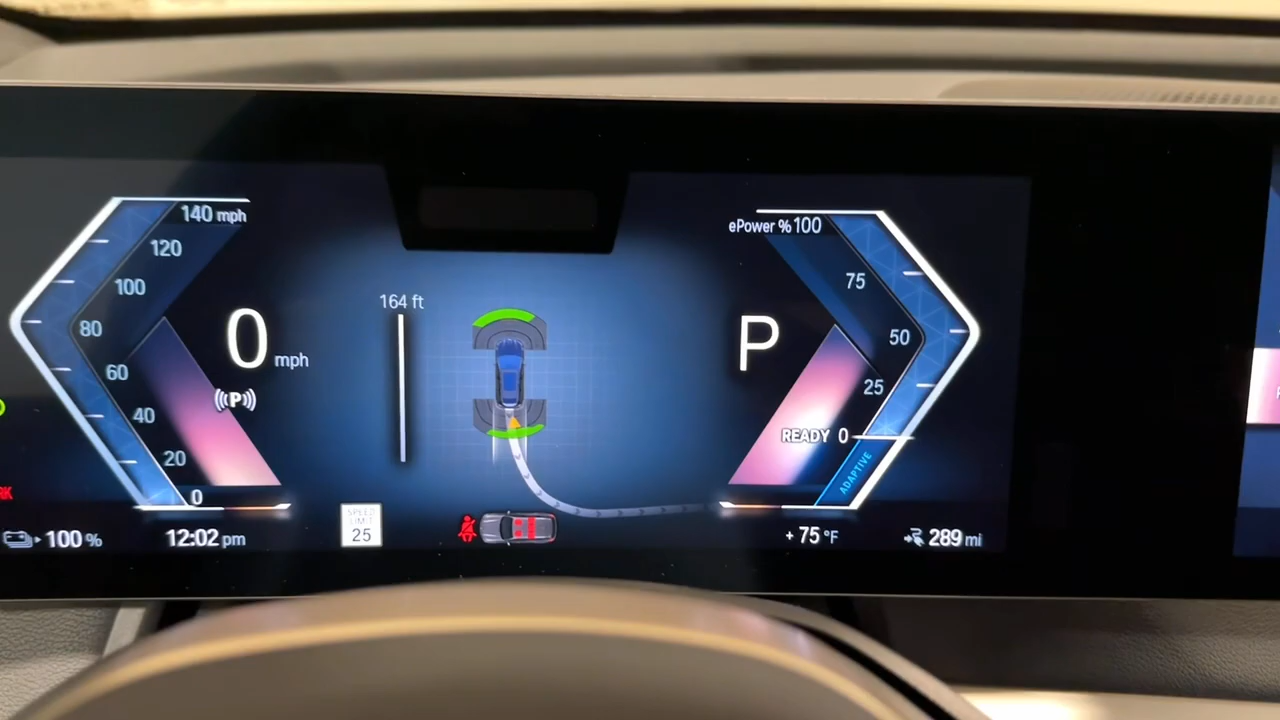 140 mph
120
100
80
60
40
20
0
0 mph
((P))
164 ft
P
ePower % 100
75
50
25
READY 0
ADAPTIVE
SPEED
LIMIT
25
100 %
12:02 pm
+ 75 °F
289 mi